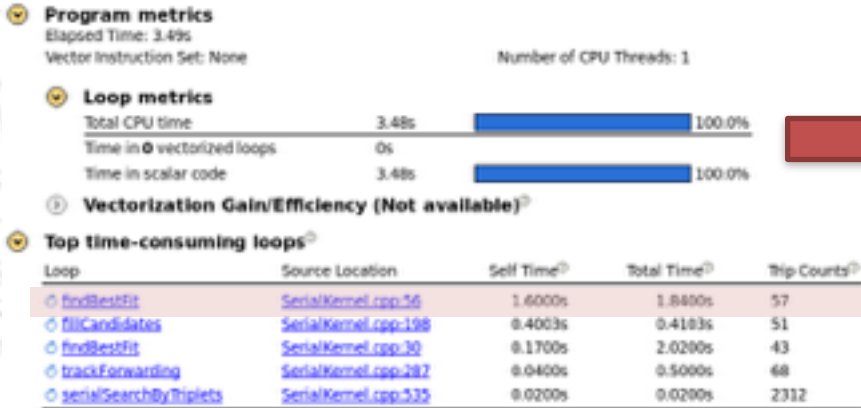 Program metrics
Elapsed Time: 3.49s
Vector Instruction Set: None Number of CPU Threads: 1
Loop metrics
Total CPU time 3.48s 100.0%
Time in 0 vectorized loops 0s
Time in scalar code 3.48s 100.0%
Vectorization Gain/Efficiency (Not available)
Top time-consuming loops
Loop Source Location Self Time Total Time Trip Counts
findBestFit SerialKernel.cpp:56 1.6000s 1.8400s 57
fillCandidates SerialKernel.cpp:198 0.4003s 0.4103s 51
findBestFit SerialKernel.cpp:30 0.1700s 2.0200s 43
trackForwarding SerialKernel.cpp:287 0.0400s 0.5000s 68
serialSearchByTriplets SerialKernel.cpp:535 0.0200s 0.0200s 2312